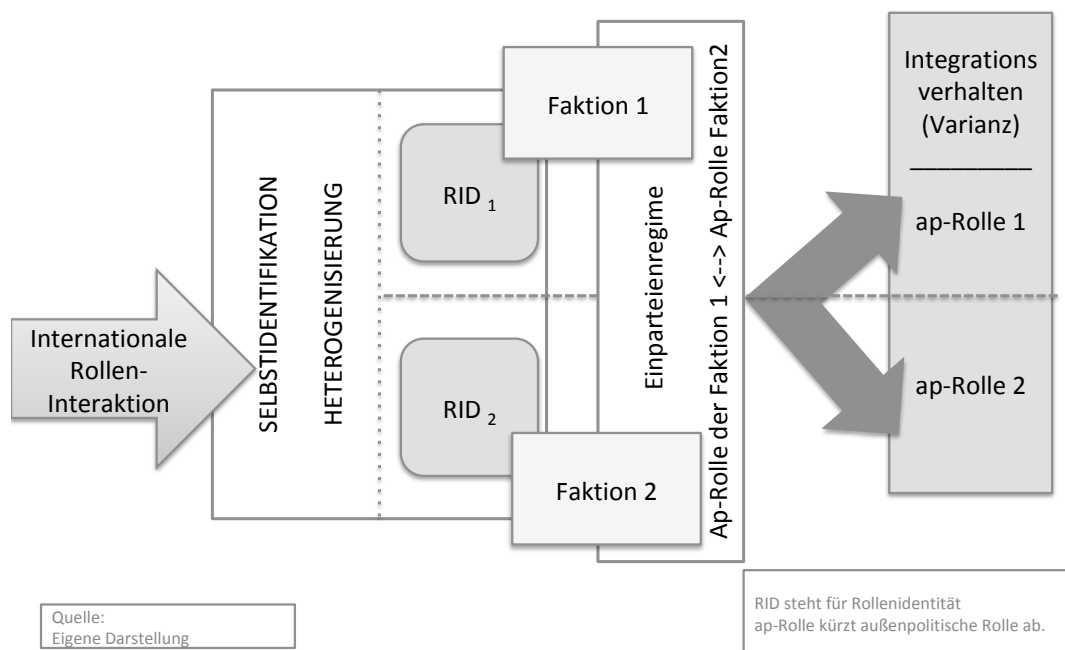 Internationale
Rollen-
Interaktion
SELBSTIDENTIFIKATION
HETEROGENISIERUNG
RID 1
RID 2
Faktion 1
Faktion 2
Einparteienregime
Ap-Rolle der Faktion 1 <--> Ap-Rolle Faktion2
Integrations
verhalten
(Varianz)
__________
ap-Rolle 1
ap-Rolle 2
Quelle:
Eigene Darstellung
RID steht für Rollenidentität
ap-Rolle kürzt außenpolitische Rolle ab.